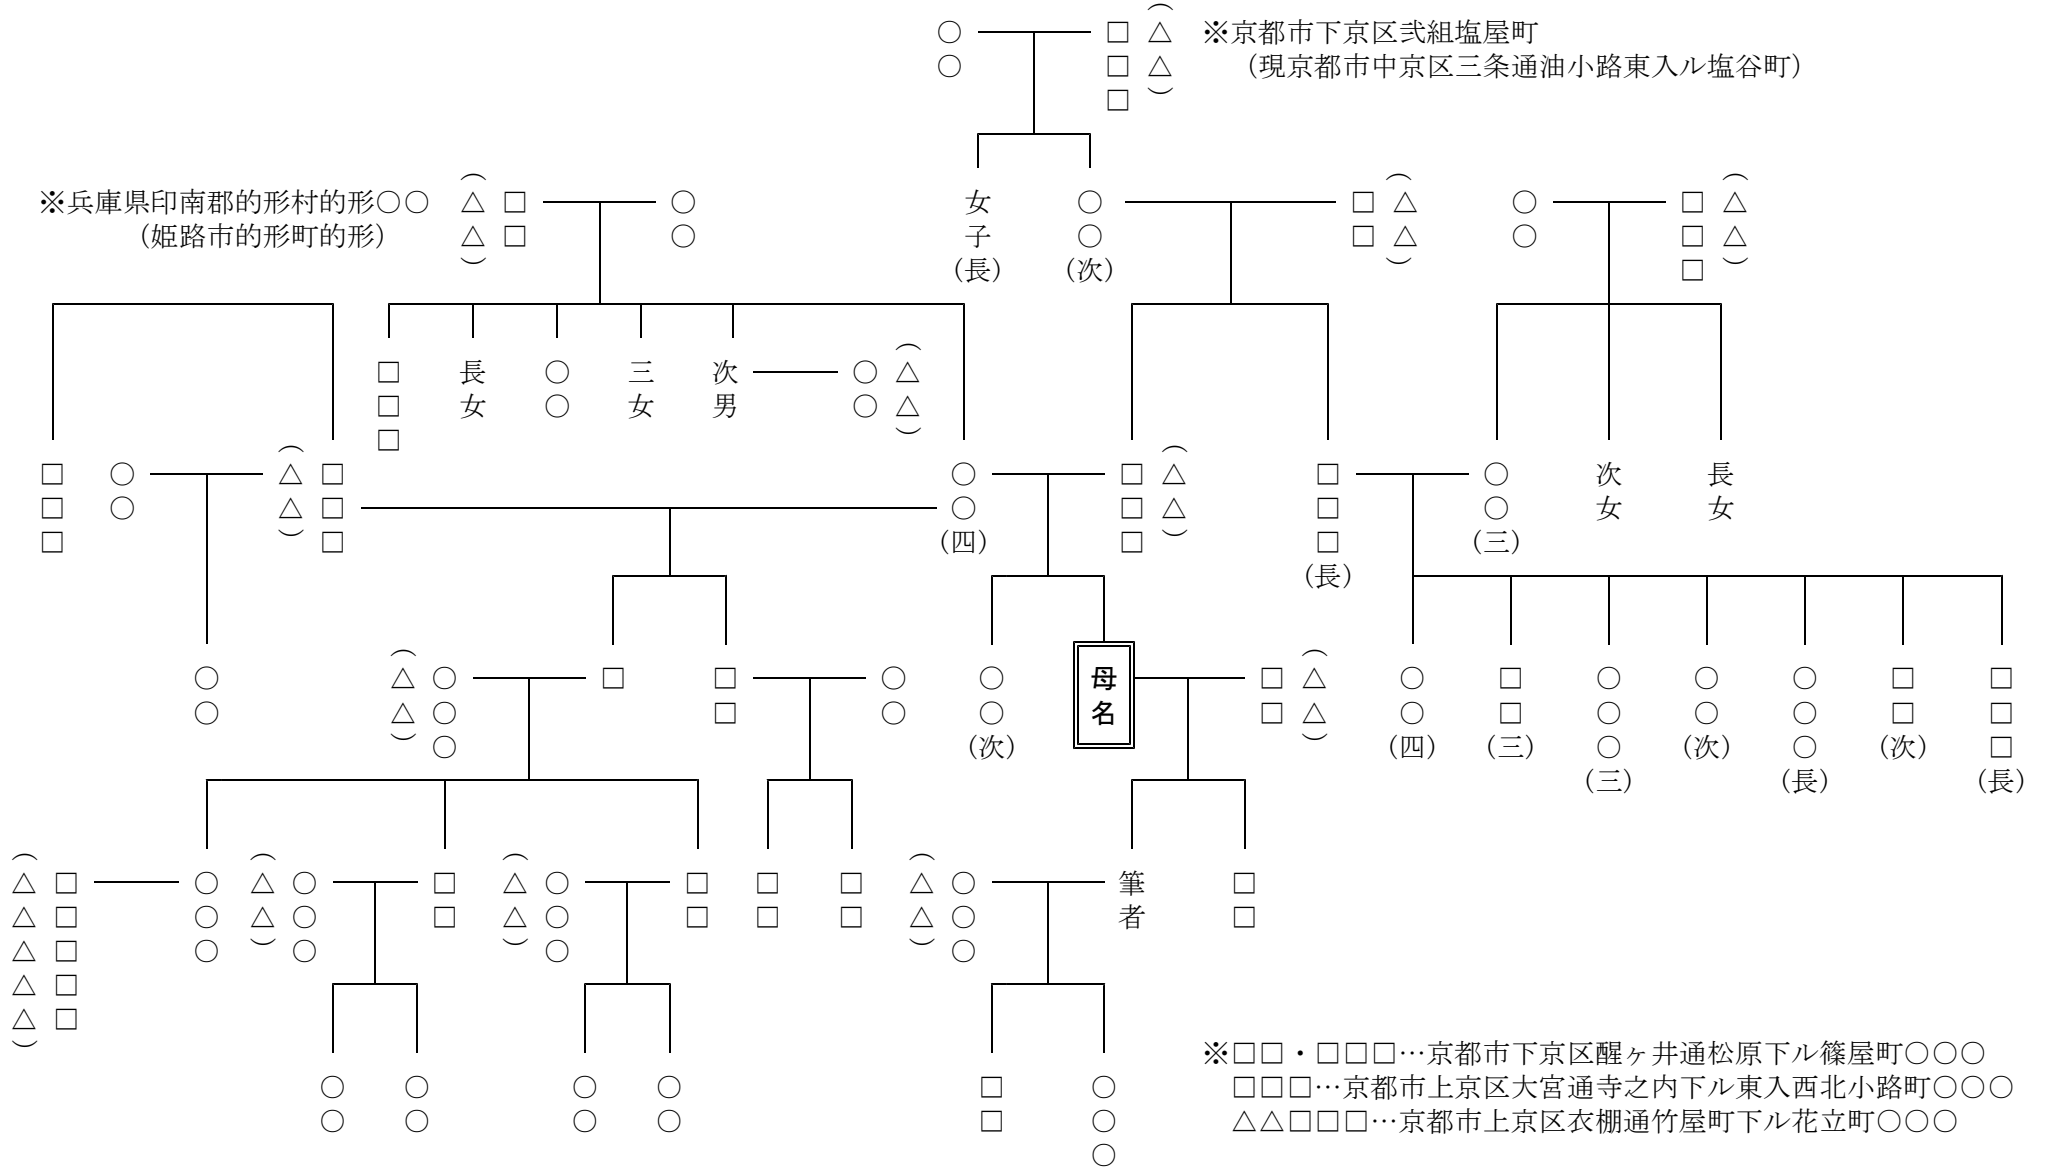 ○○
□□□
(△△)
※京都市下京区弐組塩屋町
(現京都市中京区三条通油小路東入ル塩谷町)
※兵庫県印南郡的形村的形○○
(姫路市的形町的形)
(△△)
□□
○○
女子(長)
○○(次)
□□
(△△)
○○
□□□
(△△)
□□□
長女
○○
三女
次男
○○
(△△)
□□□
○○
(△△)
□□□
○○(四)
□□□
(△△)
□□□(長)
○○(三)
次女
長女
○○
(△△)
○○○
□
□□
○○
○○(次)
母名
□□
(△△)
○○(四)
□□(三)
○○○(三)
○○(次)
○○○(長)
□□(次)
□□□(長)
(△△△△△)
□□□□□
○○○
(△△)
○○○
□□
(△△)
○○○
□□
□□
□□
(△△)
○○○
筆者
□□
○○
○○
○○
○○
□□
○○○
※□□・□□□…京都市下京区醒ヶ井通松原下ル篠屋町○○○
□□□…京都市上京区大宮通寺之内下ル東入西北小路町○○○
△△□□□…京都市上京区衣棚通竹屋町下ル花立町○○○